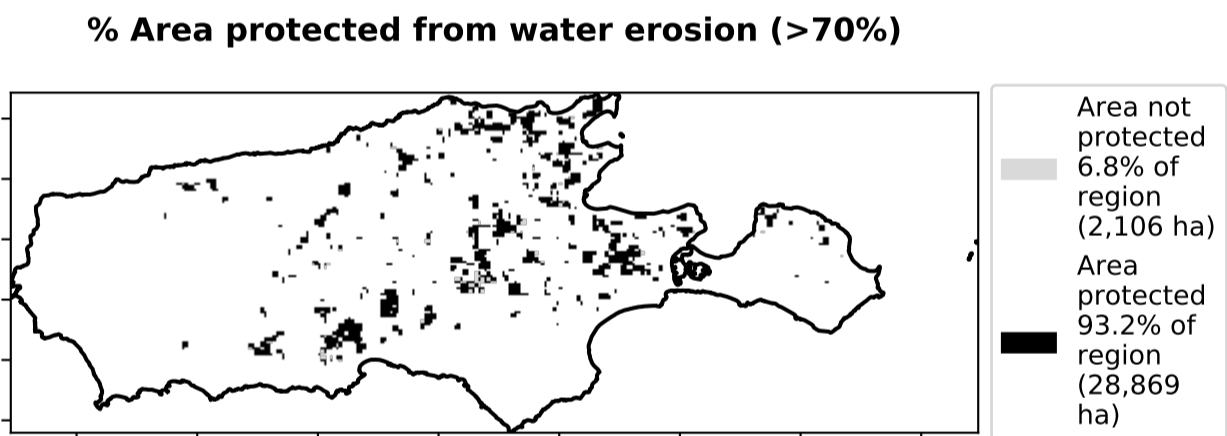 % Area protected from water erosion (>70%)
Area not
protected
6.8% of
region
(2,106 ha)
Area
protected
93.2% of
region
(28,869
ha)